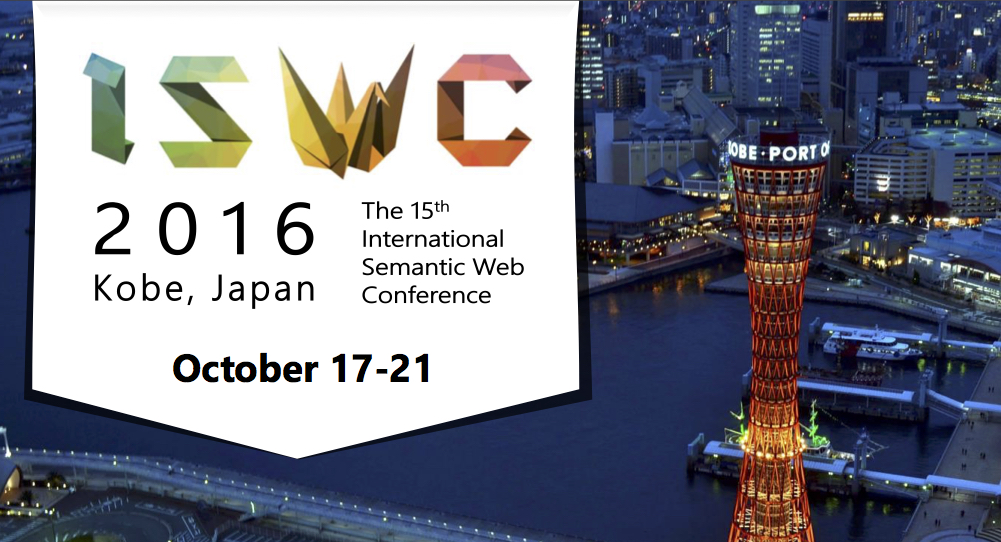 ISWC
2016
Kobe, Japan
The 15th
International
Semantic Web
Conference
October 17-21
OBE·PORT O